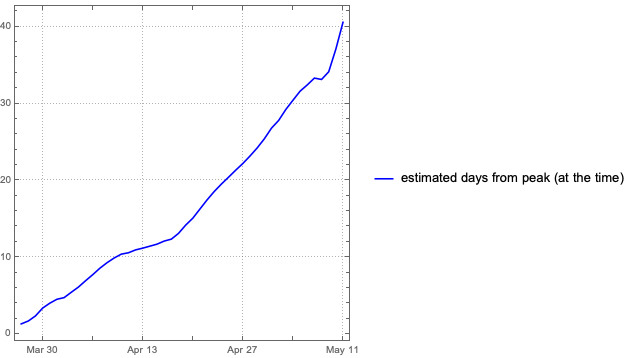 40
30
20
10
0
Mar 30
Apr 13
Apr 27
May 11
estimated days from peak (at the time)